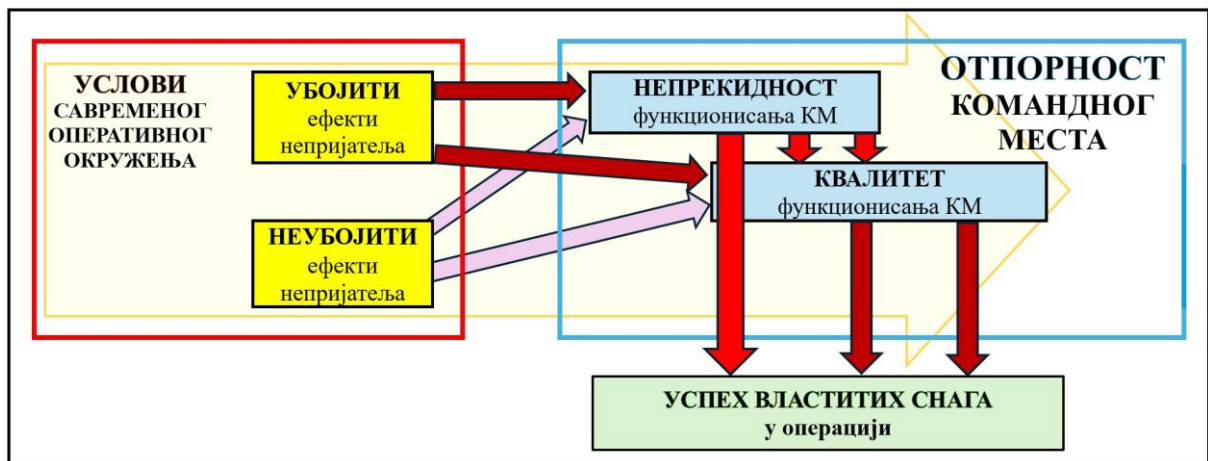 УСЛОВИ
САВРЕМЕНОГ
ОПЕРАТИВНОГ
ОКРУЖЕЊА
УБОЈИТИ
ефекти
непријатеља
НЕУБОЈИТИ
ефекти
непријатеља
НЕПРЕКИДНОСТ
функционисања КМ
КВАЛИТЕТ
функционисања КМ
ОТПОРНОСТ
КОМАНДНОГ
МЕСТА
УСПЕХ ВЛАСТИТИХ СНАГА
у операцији